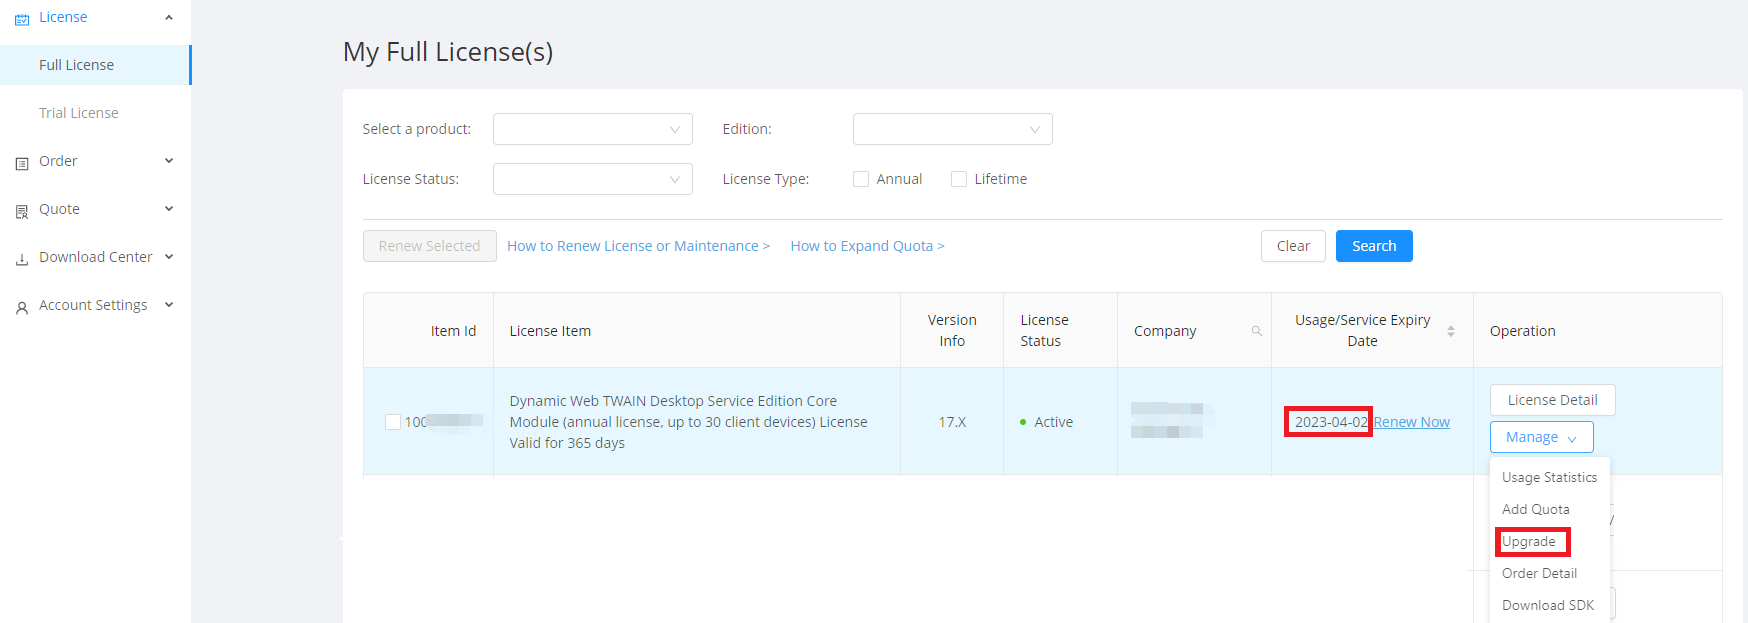 License
Full License
Trial License
Order
Quote
Download Center
Account Settings
My Full License(s)
Select a product:
Edition:
License Status:
License Type:
Annual
Lifetime
Renew Selected
How to Renew License or Maintenance >
How to Expand Quota >
Clear
Search
Item Id
License Item
Version
Info
License
Status
Company
Usage/Service Expiry
Date
Operation
100
Dynamic Web TWAIN Desktop Service Edition Core
Module (annual license, up to 30 client devices) License
Valid for 365 days
17.X
Active
2023-04-02 Renew Now
License Detail
Manage
Usage Statistics
Add Quota
Upgrade
Order Detail
Download SDK